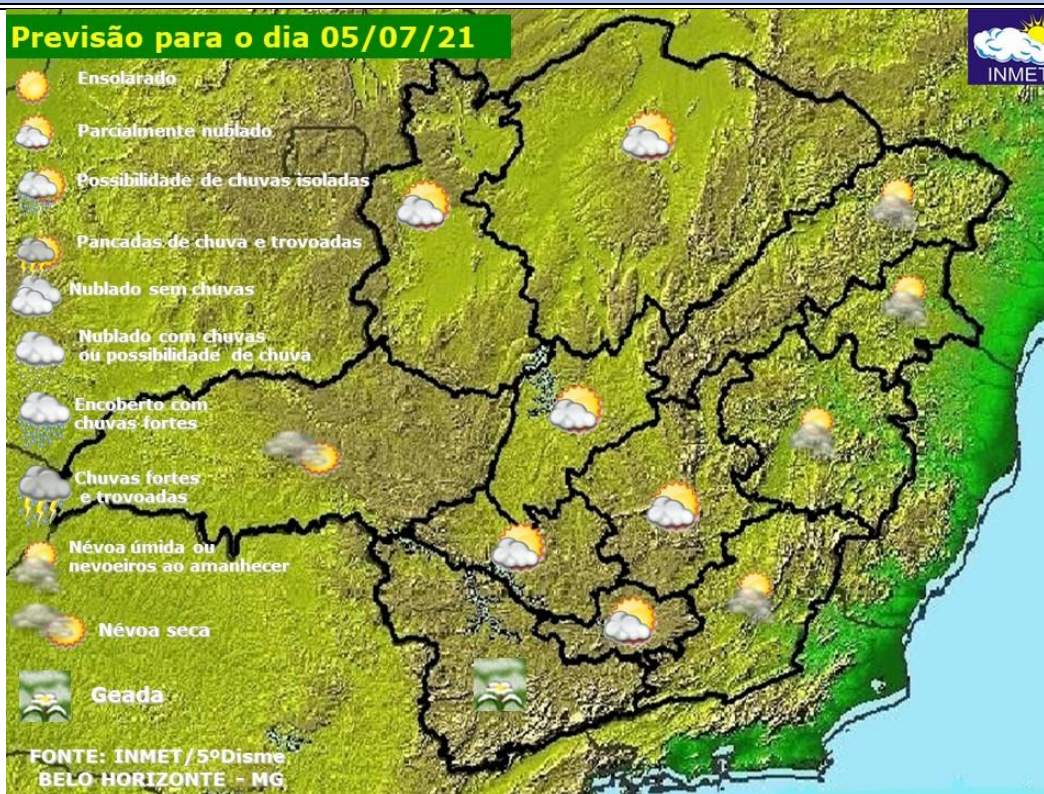 Previsão para o dia 05/07/21
INMET
Ensolarado
Parcialmente nublado
Possibilidade de chuvas isoladas
Pancadas de chuva e trovoadas
Nublado sem chuvas
Nublado com chuvas
ou possibilidade de chuva
Encoberto com
chuvas fortes
Chuvas fortes
e trovoadas
Névoa úmida ou
nevoeiros ao amanhecer
Névoa seca
Geada
FONTE: INMET/5ºDisme
BELO HORIZONTE - MG